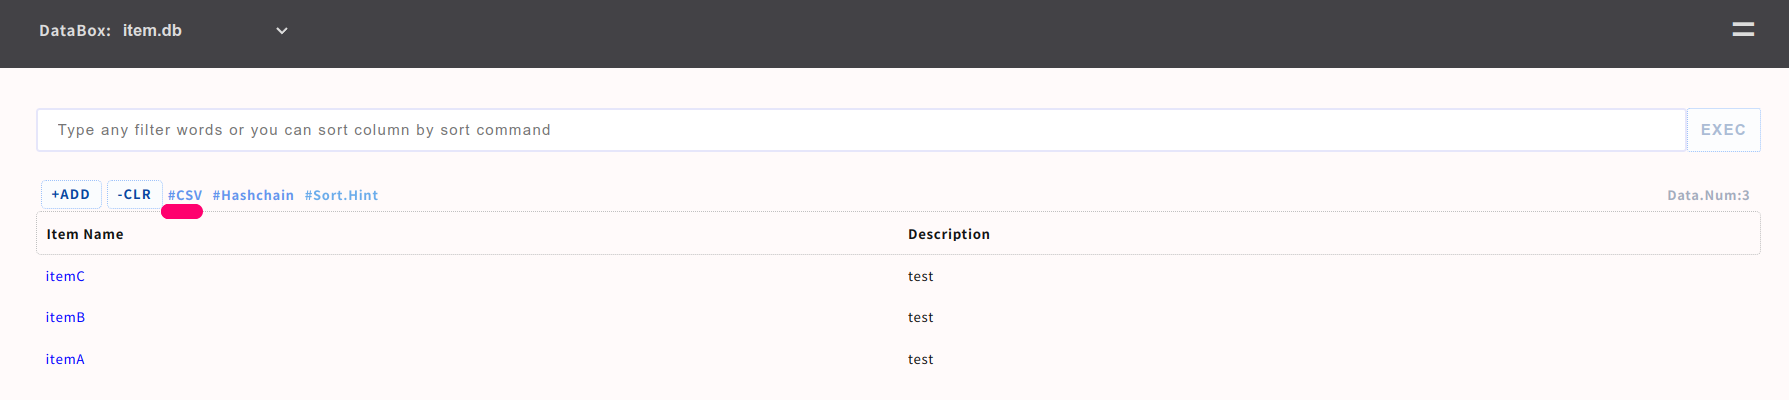 DataBox: item.db
Type any filter words or you can sort column by sort command EXEC
+ADD -CLR #CSV #Hashchain #Sort.Hint Data.Num:3
Item Name Description
itemC test
itemB test
itemA test